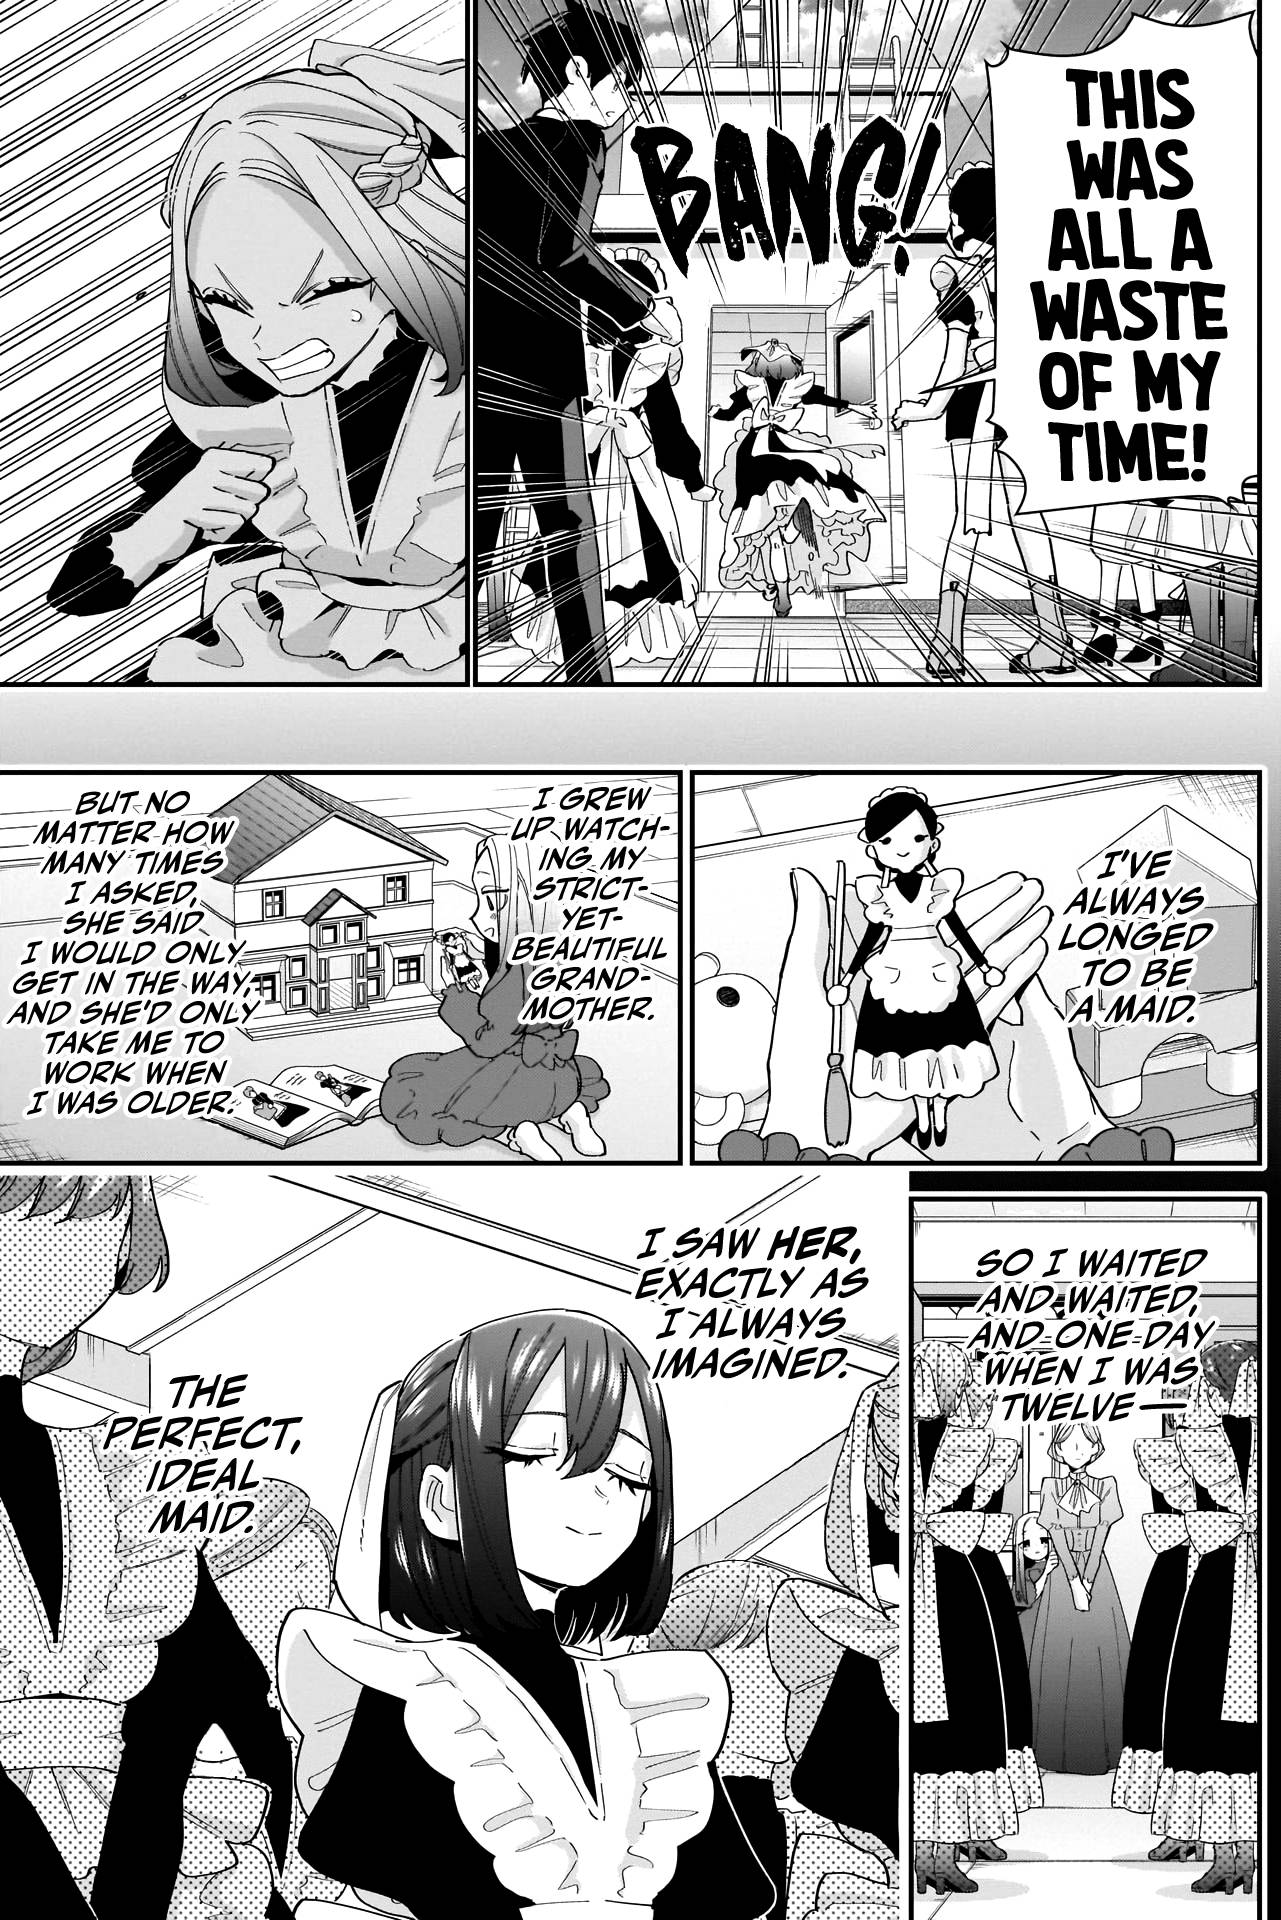 THIS
WAS
ALL A
WASTE
OF MY
TIME!
BANG!
I'VE
ALWAYS
LONGED
TO BE
A MAID.
I GREW
UP WATCH-
ING MY
STRICT-
YET-
BEAUTIFUL
GRAND-
MOTHER.
BUT NO
MATTER HOW
MANY TIMES
I ASKED,
SHE SAID
I WOULD ONLY
GET IN THE WAY,
AND SHE'D ONLY
TAKE ME TO
WORK WHEN
I WAS OLDER.
SO I WAITED
AND WAITED,
AND ONE DAY
WHEN I WAS
TWELVE—
I SAW HER,
EXACTLY AS
I ALWAYS
IMAGINED.
THE
PERFECT,
IDEAL
MAID.